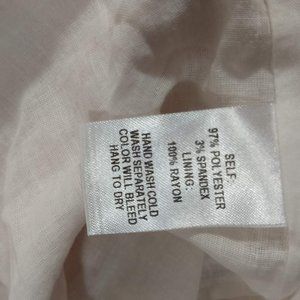 SELF:
97% POLYESTER
3% SPANDEX
LINING:
100% RAYON
HAND WASH COLD
WASH SEPARATELY
COLOR WILL BLEED
HANG TO DRY